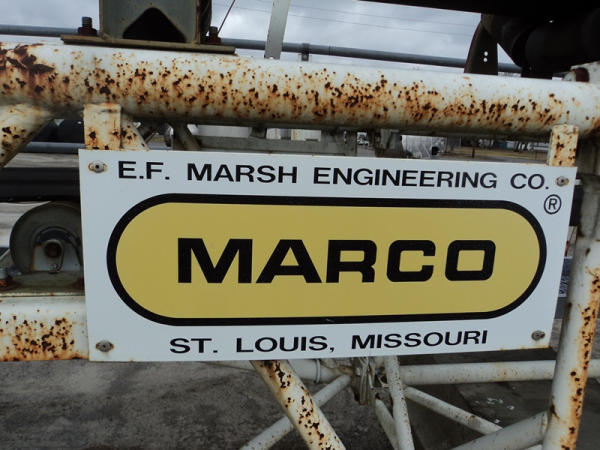 E.F. MARSH ENGINEERING CO.
®
MARCO
ST. LOUIS, MISSOURI